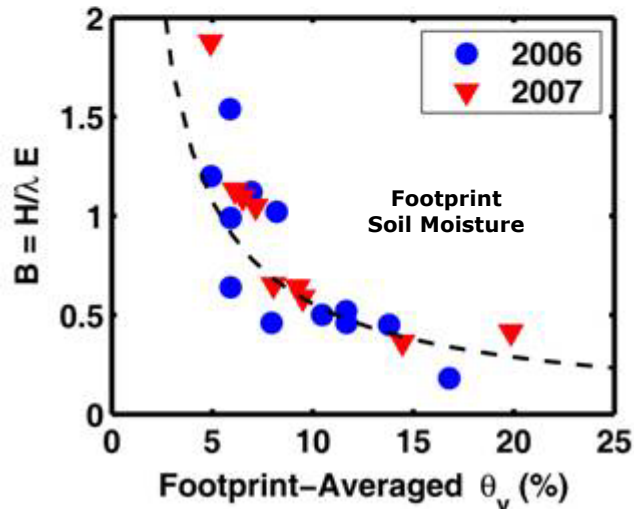 2
1.5
1
0.5
0
B = H/λ E
2006
2007
Footprint
Soil Moisture
0 5 10 15 20 25
Footprint-Averaged θv (%)